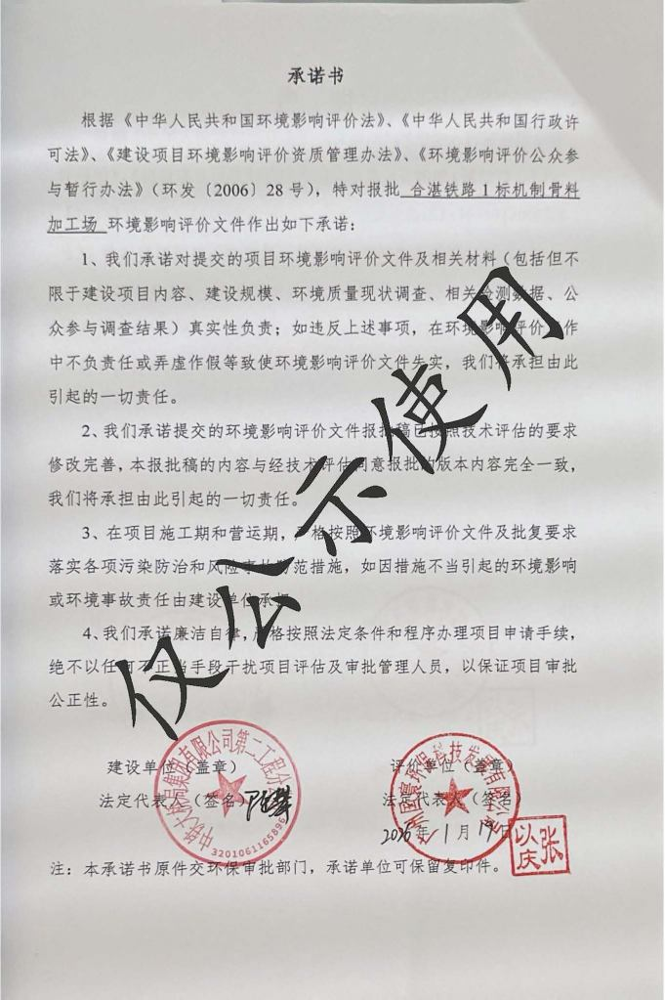 承诺书
根据《中华人民共和国环境影响评价法》、《中华人民共和国行政许
可法》、《建设项目环境影响评价资质管理办法》、《环境影响评价公众参
与暂行办法》（环发〔2006〕28 号），特对报批 合湛铁路 1 标机制骨料
加工场 环境影响评价文件作出如下承诺：
1、我们承诺对提交的项目环境影响评价文件及相关材料（包括但不
限于建设项目内容、建设规模、环境质量现状调查、相关检测数据、公
众参与调查结果）真实性负责；如违反上述事项，在环境影响评价工作
中不负责任或弄虚作假等致使环境影响评价文件失实，我们将承担由此
引起的一切责任。
2、我们承诺提交的环境影响评价文件报批稿已按照技术评估的要求
修改完善，本报批稿的内容与经技术评估同意报批的版本内容完全一致，
我们将承担由此引起的一切责任。
3、在项目施工期和营运期，严格按照环境影响评价文件及批复要求
落实各项污染防治和风险事故防范措施，如因措施不当引起的环境影响
或环境事故责任由建设单位承担。
4、我们承诺廉洁自律，严格按照法定条件和程序办理项目申请手续，
绝不以任何不正当手段干扰项目评估及审批管理人员，以保证项目审批
公正性。
仅公示使用
建设单位（盖章） 评价单位（盖章）
法定代表人（签名） 法定代表人（签名）
中铁大桥局集团有限公司第二工程分公司
3201061165896
2026年 1 月 19 日
张以庆
注：本承诺书原件交环保审批部门，承诺单位可保留复印件。